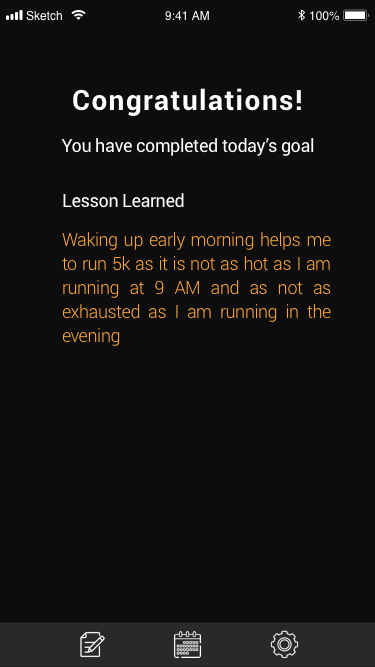 Sketch 9:41 AM 100%
Congratulations!
You have completed today's goal
Lesson Learned
Waking up early morning helps me
to run 5k as it is not as hot as I am
running at 9 AM and as not as
exhausted as I am running in the
evening